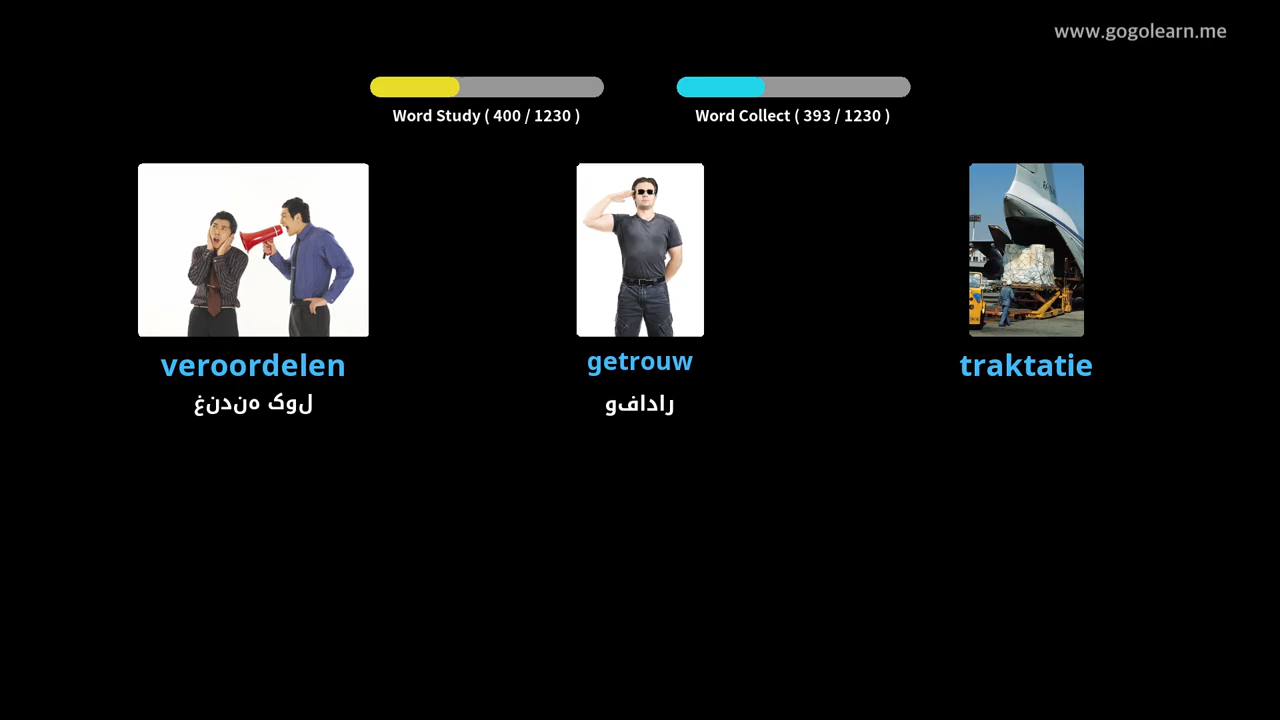 www.gogolearn.me
Word Study ( 400 / 1230 )
Word Collect ( 393 / 1230 )
veroordelen
غندنه کول
getrouw
وفادار
traktatie